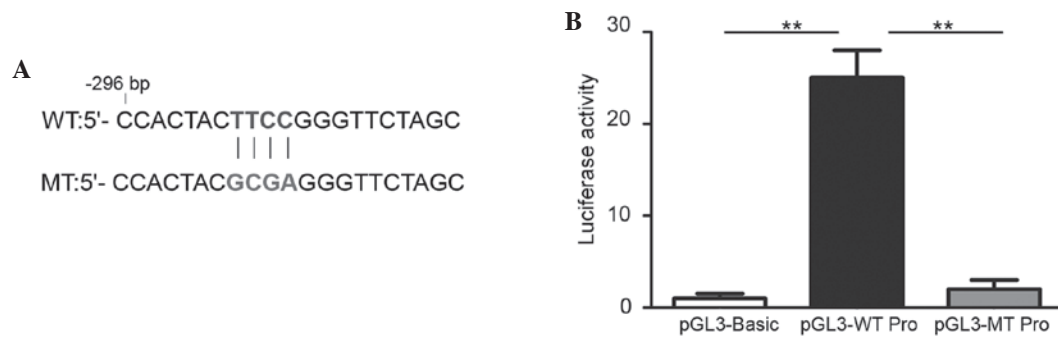 A
-296 bp
WT:5'- CCACTACTTCCGGGTTCTAGC
MT:5'- CCACTACGCGAGGGTTCTAGC
B
Luciferase activity
30
20
10
0
** **
pGL3-Basic pGL3-WT Pro pGL3-MT Pro